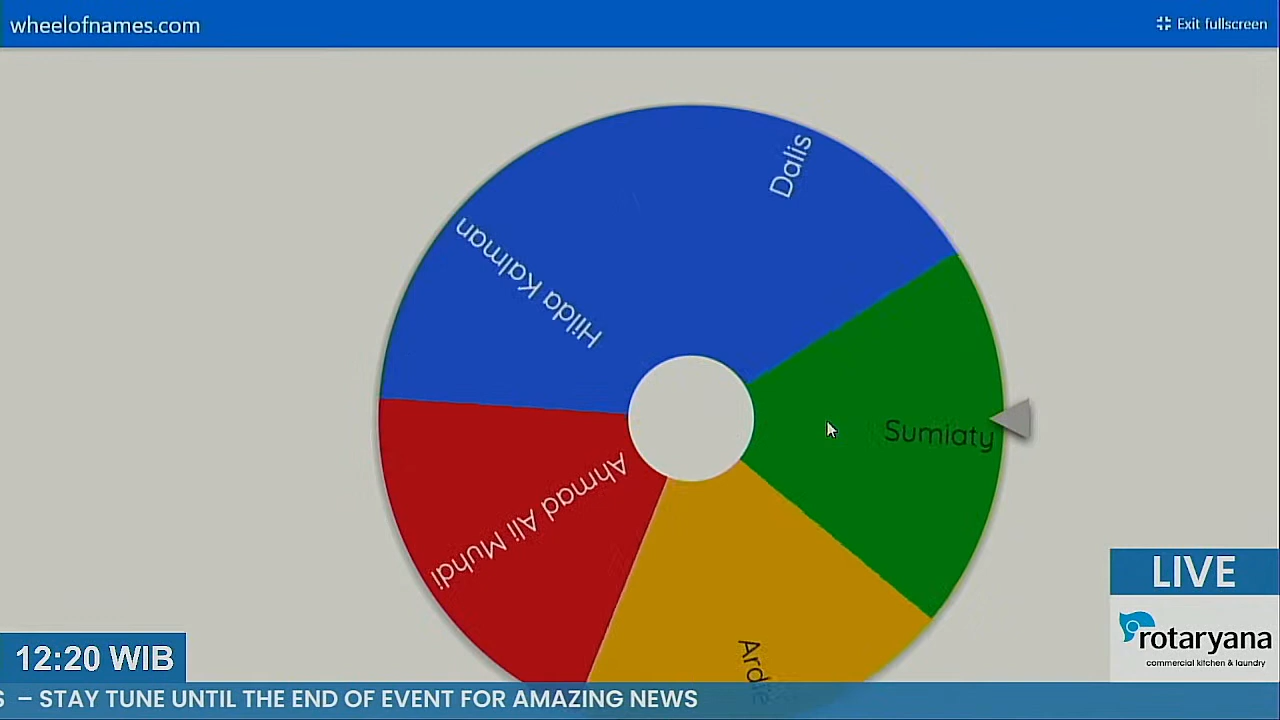 wheelofnames.com
Exit fullscreen
Dalis
Hilda Kalman
Sumiaty
Ahmad Ali Muhdi
Ardie
LIVE
rotaryana
commercial kitchen & laundry
12:20 WIB
S – STAY TUNE UNTIL THE END OF EVENT FOR AMAZING NEWS